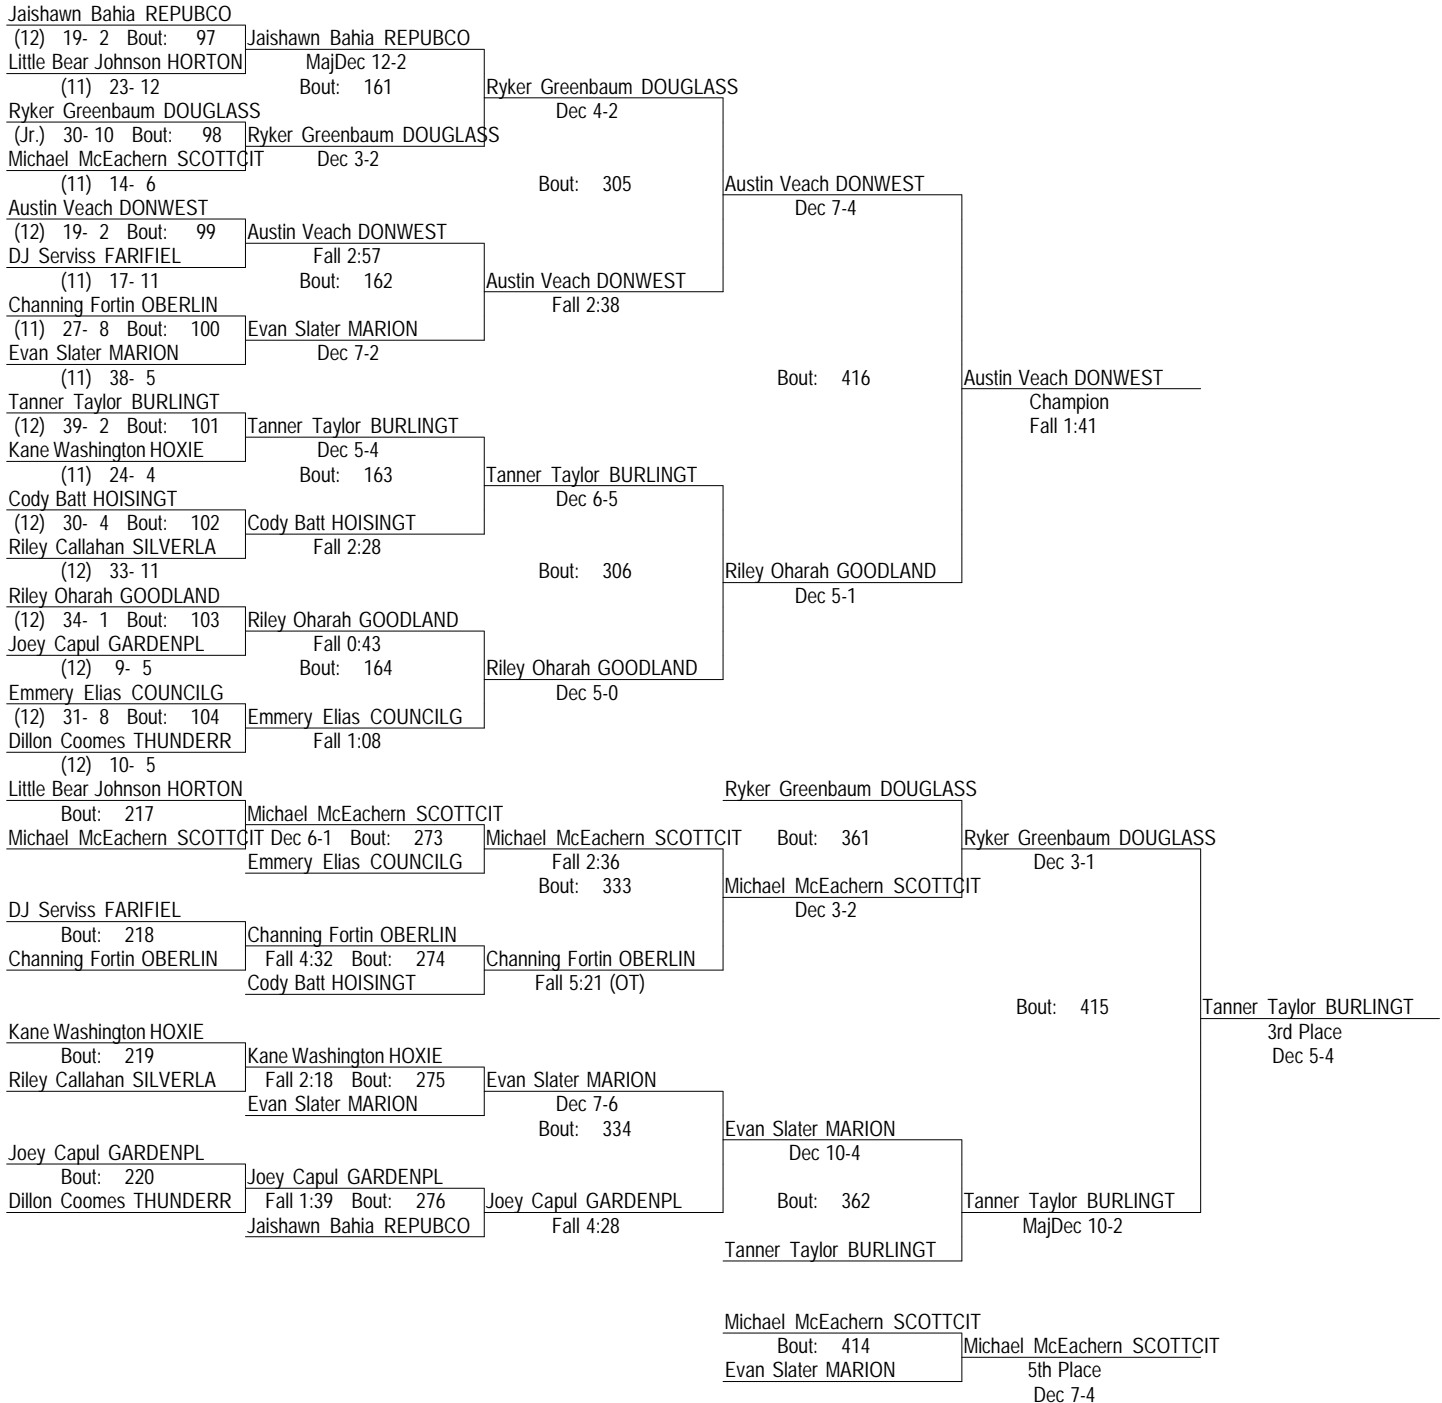 Jaishawn Bahia REPUBCO
(12) 19- 2 Bout: 97 Jaishawn Bahia REPUBCO
Little Bear Johnson HORTON MajDec 12-2
(11) 23- 12 Bout: 161 Ryker Greenbaum DOUGLASS
Ryker Greenbaum DOUGLASS Dec 4-2
(Jr.) 30- 10 Bout: 98 Ryker Greenbaum DOUGLASS
Michael McEachern SCOTTCIT Dec 3-2
(11) 14- 6 Bout: 305 Austin Veach DONWEST
Austin Veach DONWEST Dec 7-4
(12) 19- 2 Bout: 99 Austin Veach DONWEST
DJ Serviss FARIFIEL Fall 2:57
(11) 17- 11 Bout: 162 Austin Veach DONWEST
Channing Fortin OBERLIN Fall 2:38
(11) 27- 8 Bout: 100 Evan Slater MARION
Evan Slater MARION Dec 7-2
(11) 38- 5 Bout: 416 Austin Veach DONWEST
Tanner Taylor BURLINGT Champion
(12) 39- 2 Bout: 101 Tanner Taylor BURLINGT Fall 1:41
Kane Washington HOXIE Dec 5-4
(11) 24- 4 Bout: 163 Tanner Taylor BURLINGT
Cody Batt HOISINGT Dec 6-5
(12) 30- 4 Bout: 102 Cody Batt HOISINGT
Riley Callahan SILVERLA Fall 2:28
(12) 33- 11 Bout: 306 Riley Oharah GOODLAND
Riley Oharah GOODLAND Dec 5-1
(12) 34- 1 Bout: 103 Riley Oharah GOODLAND
Joey Capul GARDENPL Fall 0:43
(12) 9- 5 Bout: 164 Riley Oharah GOODLAND
Emmery Elias COUNCILG Dec 5-0
(12) 31- 8 Bout: 104 Emmery Elias COUNCILG
Dillon Coomes THUNDERR Fall 1:08
(12) 10- 5
Little Bear Johnson HORTON Ryker Greenbaum DOUGLASS
Bout: 217 Michael McEachern SCOTTCIT
Michael McEachern SCOTTCIT Dec 6-1 Bout: 273 Michael McEachern SCOTTCIT Bout: 361 Ryker Greenbaum DOUGLASS
Emmery Elias COUNCILG Fall 2:36 Dec 3-1
Bout: 333 Michael McEachern SCOTTCIT
DJ Serviss FARIFIEL Dec 3-2
Bout: 218 Channing Fortin OBERLIN
Channing Fortin OBERLIN Fall 4:32 Bout: 274 Channing Fortin OBERLIN
Cody Batt HOISINGT Fall 5:21 (OT)
Bout: 415 Tanner Taylor BURLINGT
Kane Washington HOXIE 3rd Place
Bout: 219 Kane Washington HOXIE Dec 5-4
Riley Callahan SILVERLA Fall 2:18 Bout: 275 Evan Slater MARION
Evan Slater MARION Dec 7-6
Bout: 334 Evan Slater MARION
Joey Capul GARDENPL Dec 10-4
Bout: 220 Joey Capul GARDENPL
Dillon Coomes THUNDERR Fall 1:39 Bout: 276 Joey Capul GARDENPL Bout: 362 Tanner Taylor BURLINGT
Jaishawn Bahia REPUBCO Fall 4:28 MajDec 10-2
Tanner Taylor BURLINGT
Michael McEachern SCOTTCIT
Bout: 414 Michael McEachern SCOTTCIT
Evan Slater MARION 5th Place
Dec 7-4